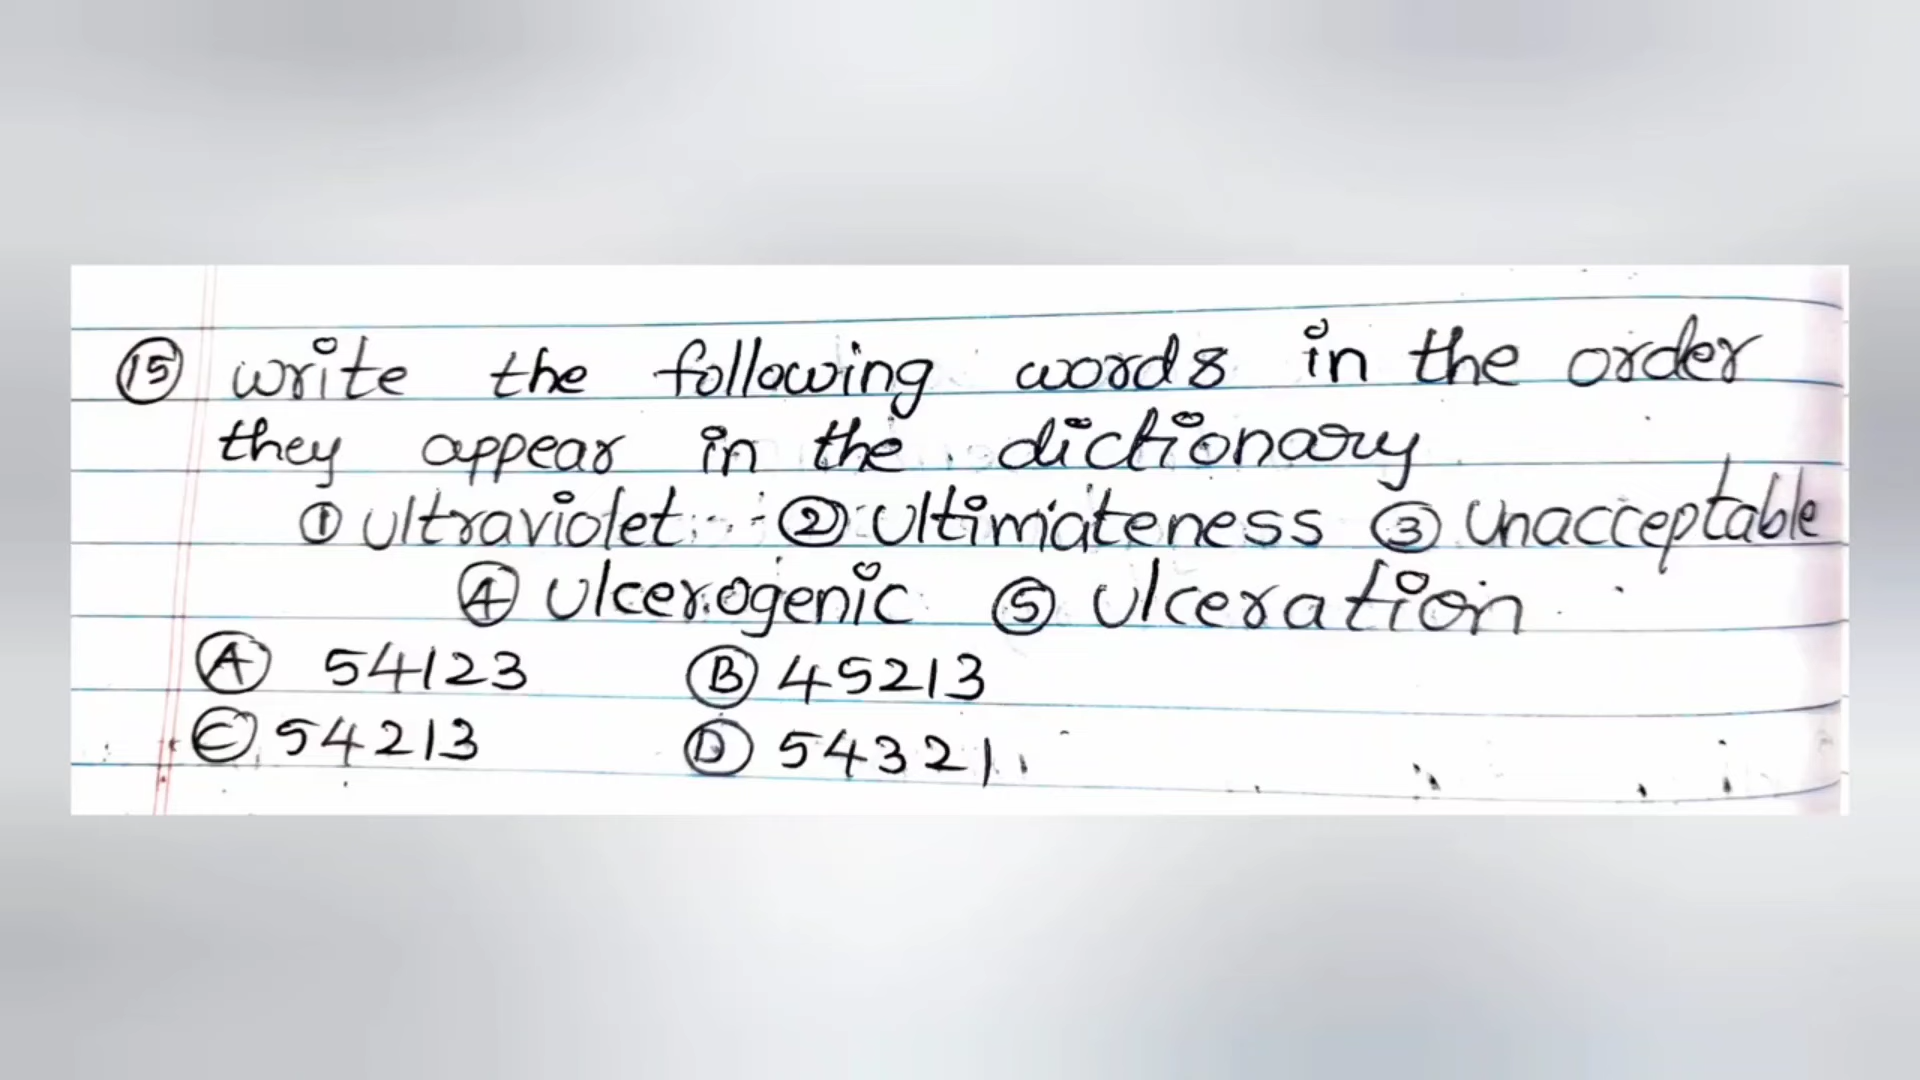 15 write the following words in the order
they appear in the dictionary
① Ultraviolet ② Ultimateness ③ Unacceptable
④ Ulcerogenic ⑤ Ulceration
Ⓐ 54123 Ⓑ 45213
Ⓒ 54213 Ⓓ 54321